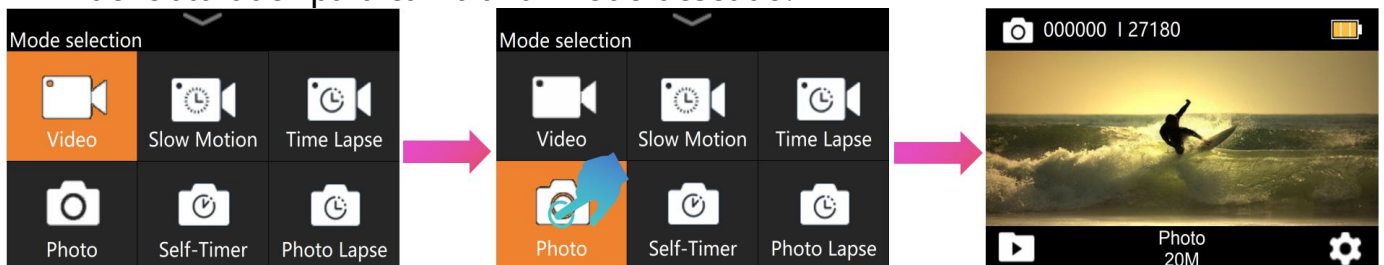 Mode selection
Video
Slow Motion
Time Lapse
Photo
Self-Timer
Photo Lapse
Mode selection
Video
Slow Motion
Time Lapse
Photo
Self-Timer
Photo Lapse
000000 I 27180
Photo
20M